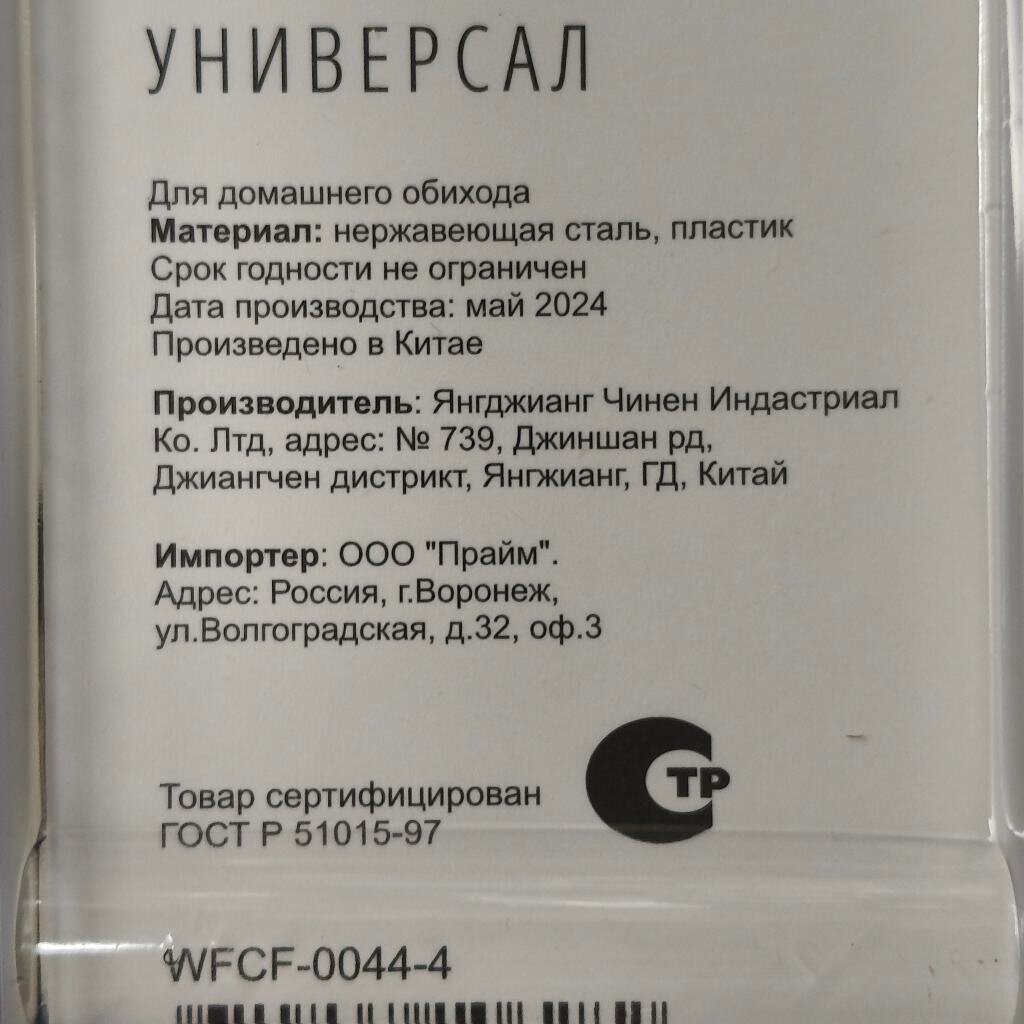 УНИВЕРСАЛ
Для домашнего обихода
Материал: нержавеющая сталь, пластик
Срок годности не ограничен
Дата производства: май 2024
Произведено в Китае
Производитель: Янгджианг Чинен Индастриал
Ко. Лтд, адрес: № 739, Джиншан рд,
Джиангчен дистрикт, Янгжианг, ГД, Китай
Импортер: ООО "Прайм".
Адрес: Россия, г.Воронеж,
ул.Волгоградская, д.32, оф.3
СТР
Товар сертифицирован
ГОСТ Р 51015-97
WFCF-0044-4